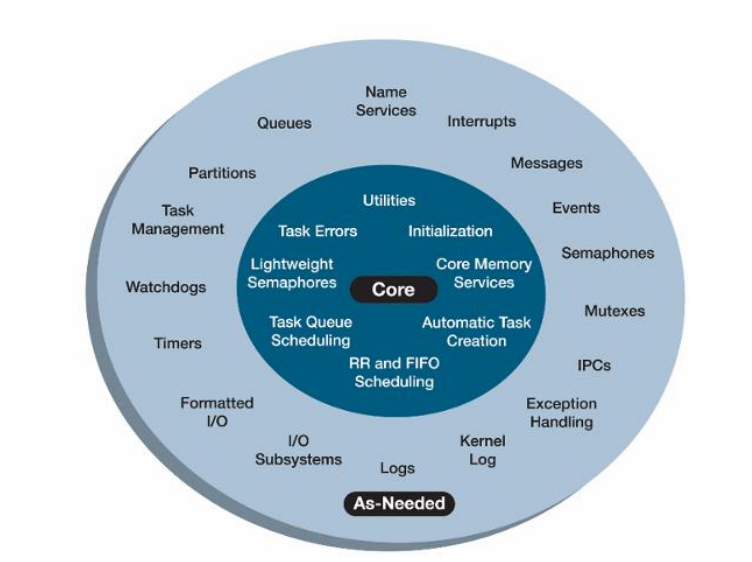 Name
Services
Queues
Interrupts
Messages
Partitions
Utilities
Task
Management
Events
Task Errors
Initialization
Semaphones
Lightweight
Semaphores
Core Memory
Services
Core
Watchdogs
Mutexes
Task Queue
Scheduling
Automatic Task
Creation
Timers
RR and FIFO
Scheduling
IPCs
Formatted
I/O
Exception
Handling
I/O
Subsystems
Kernel
Log
Logs
As-Needed